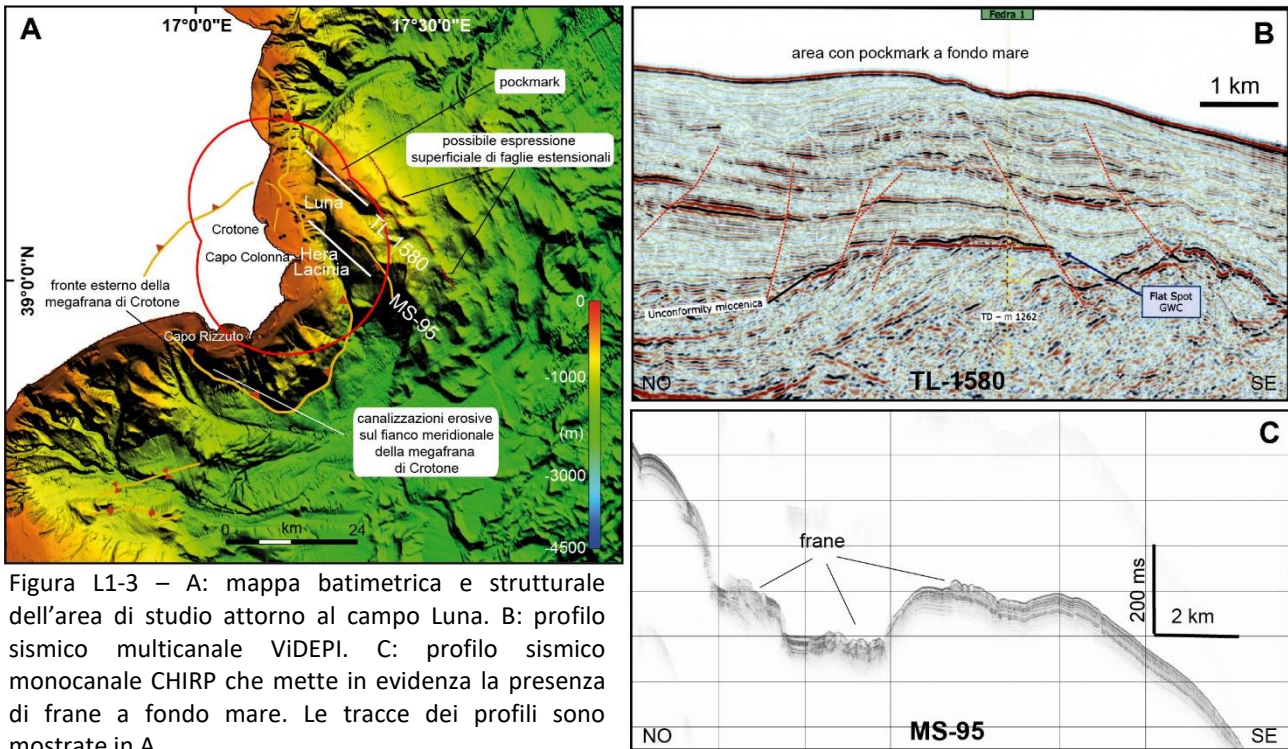 A
17°0'0"E
17°30'0"E
39°0'0"N
pockmark
possibile espressione
superficiale di faglie estensionali
Luna
TL-1580
Crotone
Capo Colonna
Hera
Lacinia
MS-95
fronte esterno della
megafrana di Crotone
Capo Rizzuto
canalizzazioni erosive
sul fianco meridionale
della megafrana
di Crotone
0
-1000
(m)
-3000
-4500
0 km 24
Fedra 1
B
area con pockmark a fondo mare
1 km
Unconformity miocenica
TD – m 1262
Flat Spot
GWC
NO
TL-1580
SE
C
frane
200 ms
2 km
NO
MS-95
SE
Figura L1-3 – A: mappa batimetrica e strutturale
dell'area di studio attorno al campo Luna. B: profilo
sismico multicanale ViDEPI. C: profilo sismico
monocanale CHIRP che mette in evidenza la presenza
di frane a fondo mare. Le tracce dei profili sono
mostrate in A.